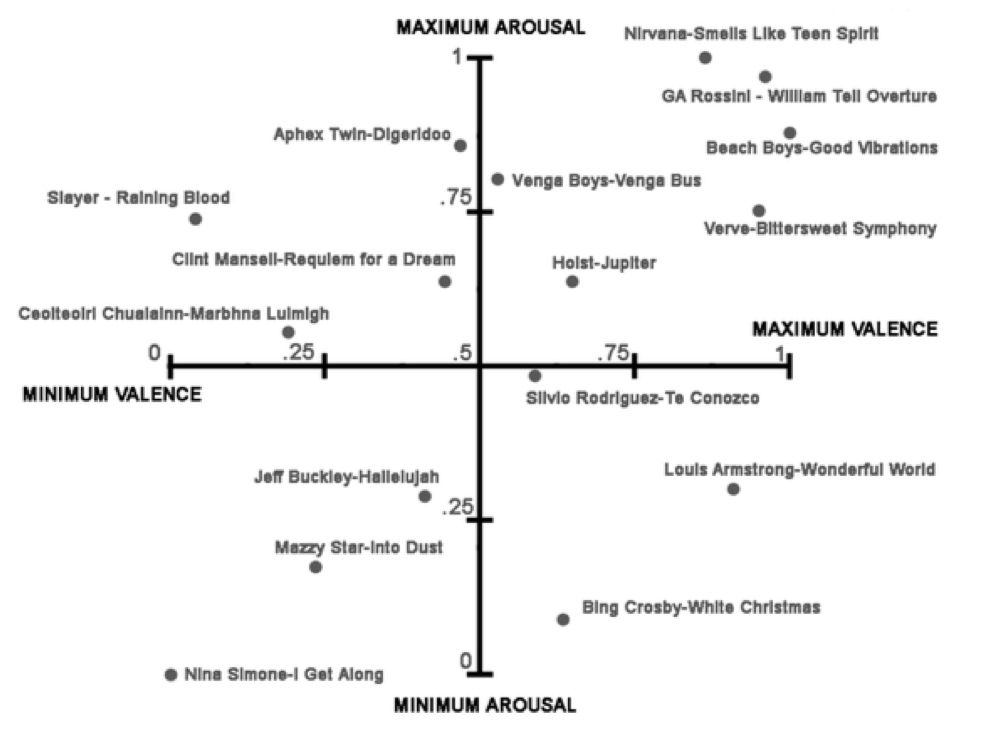 MAXIMUM AROUSAL
Nirvana-Smells Like Teen Spirit
1
GA Rossini - William Tell Overture
Aphex Twin-Digeridoo
Beach Boys-Good Vibrations
Venga Boys-Venga Bus
Slayer - Raining Blood
.75
Verve-Bittersweet Symphony
Clint Mansell-Requiem for a Dream
Holst-Jupiter
Ceolteoiri Chualainn-Marbhna Luimigh
MAXIMUM VALENCE
0 .25 .5 .75 1
MINIMUM VALENCE
Silvio Rodriguez-Te Conozco
Louis Armstrong-Wonderful World
Jeff Buckley-Hallelujah
.25
Mazzy Star-Into Dust
Bing Crosby-White Christmas
0
Nina Simone-I Get Along
MINIMUM AROUSAL